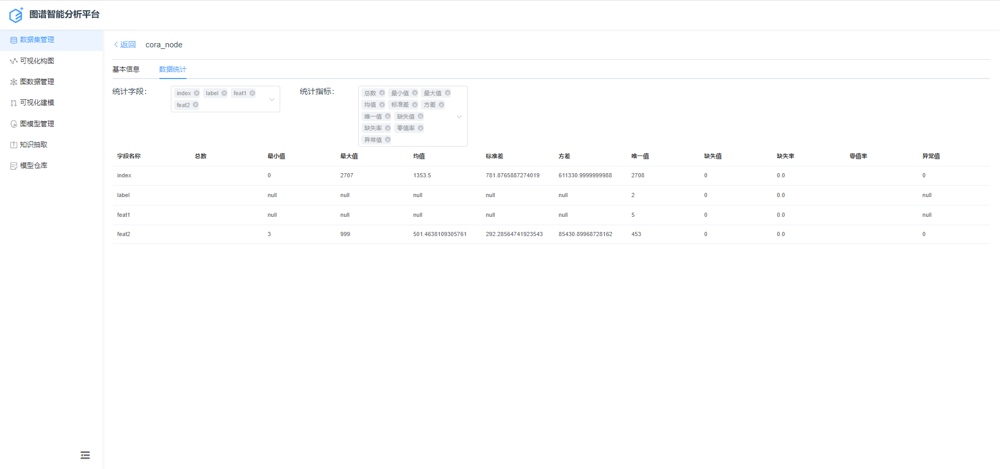 图谱智能分析平台
数据集管理
可视化构图
图数据管理
可视化建模
图模型管理
知识抽取
模型仓库
返回 cora_node
基本信息 数据统计
统计字段： index label feat1
feat2
统计指标： 总数 最小值 最大值
均值 标准差 方差
唯一值 缺失值
缺失率 零值率
异常值
字段名称 总数 最小值 最大值 均值 标准差 方差 唯一值 缺失值 缺失率 零值率 异常值
index 0 2707 1353.5 781.8765887274019 611330.9999999988 2708 0 0.0 0
label null null null null null 2 0 0.0 null
feat1 null null null null null 5 0 0.0 null
feat2 3 999 501.4638109305761 292.28564741923543 85430.89968728162 453 0 0.0 0